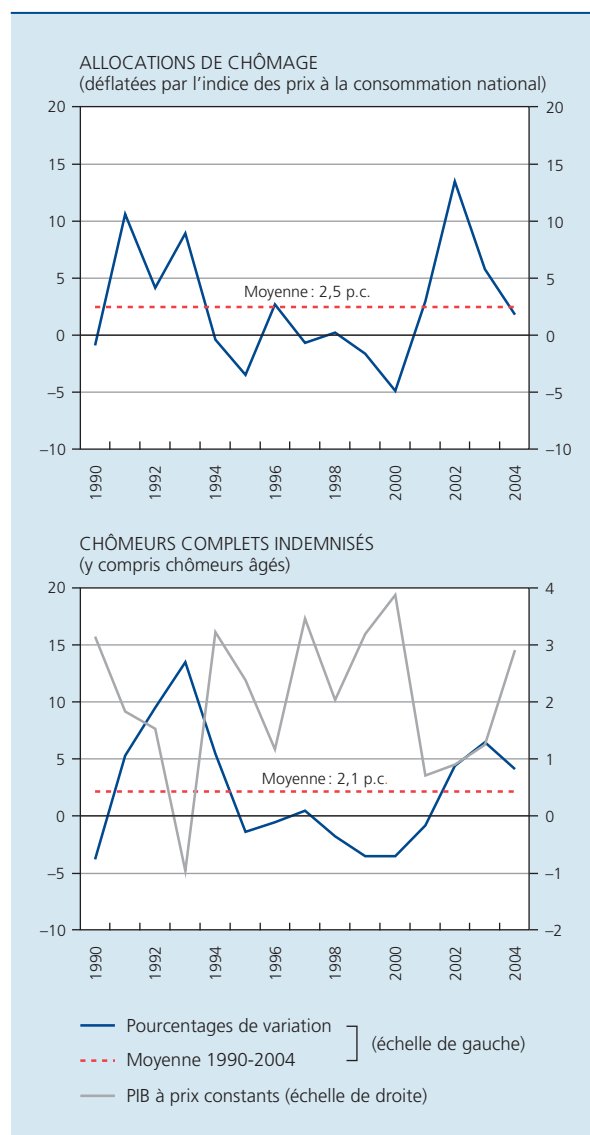 ALLOCATIONS DE CHÔMAGE
(déflatées par l'indice des prix à la consommation national)
20 20
15 15
10 10
5 5
Moyenne : 2,5 p.c.
0 0
–5 –5
–10 –10
1990 1992 1994 1996 1998 2000 2002 2004
CHÔMEURS COMPLETS INDEMNISÉS
(y compris chômeurs âgés)
20 4
15 3
10 2
5 1
Moyenne : 2,1 p.c.
0 0
–5 –1
–10 –2
1990 1992 1994 1996 1998 2000 2002 2004
Pourcentages de variation
(échelle de gauche)
Moyenne 1990-2004
PIB à prix constants (échelle de droite)